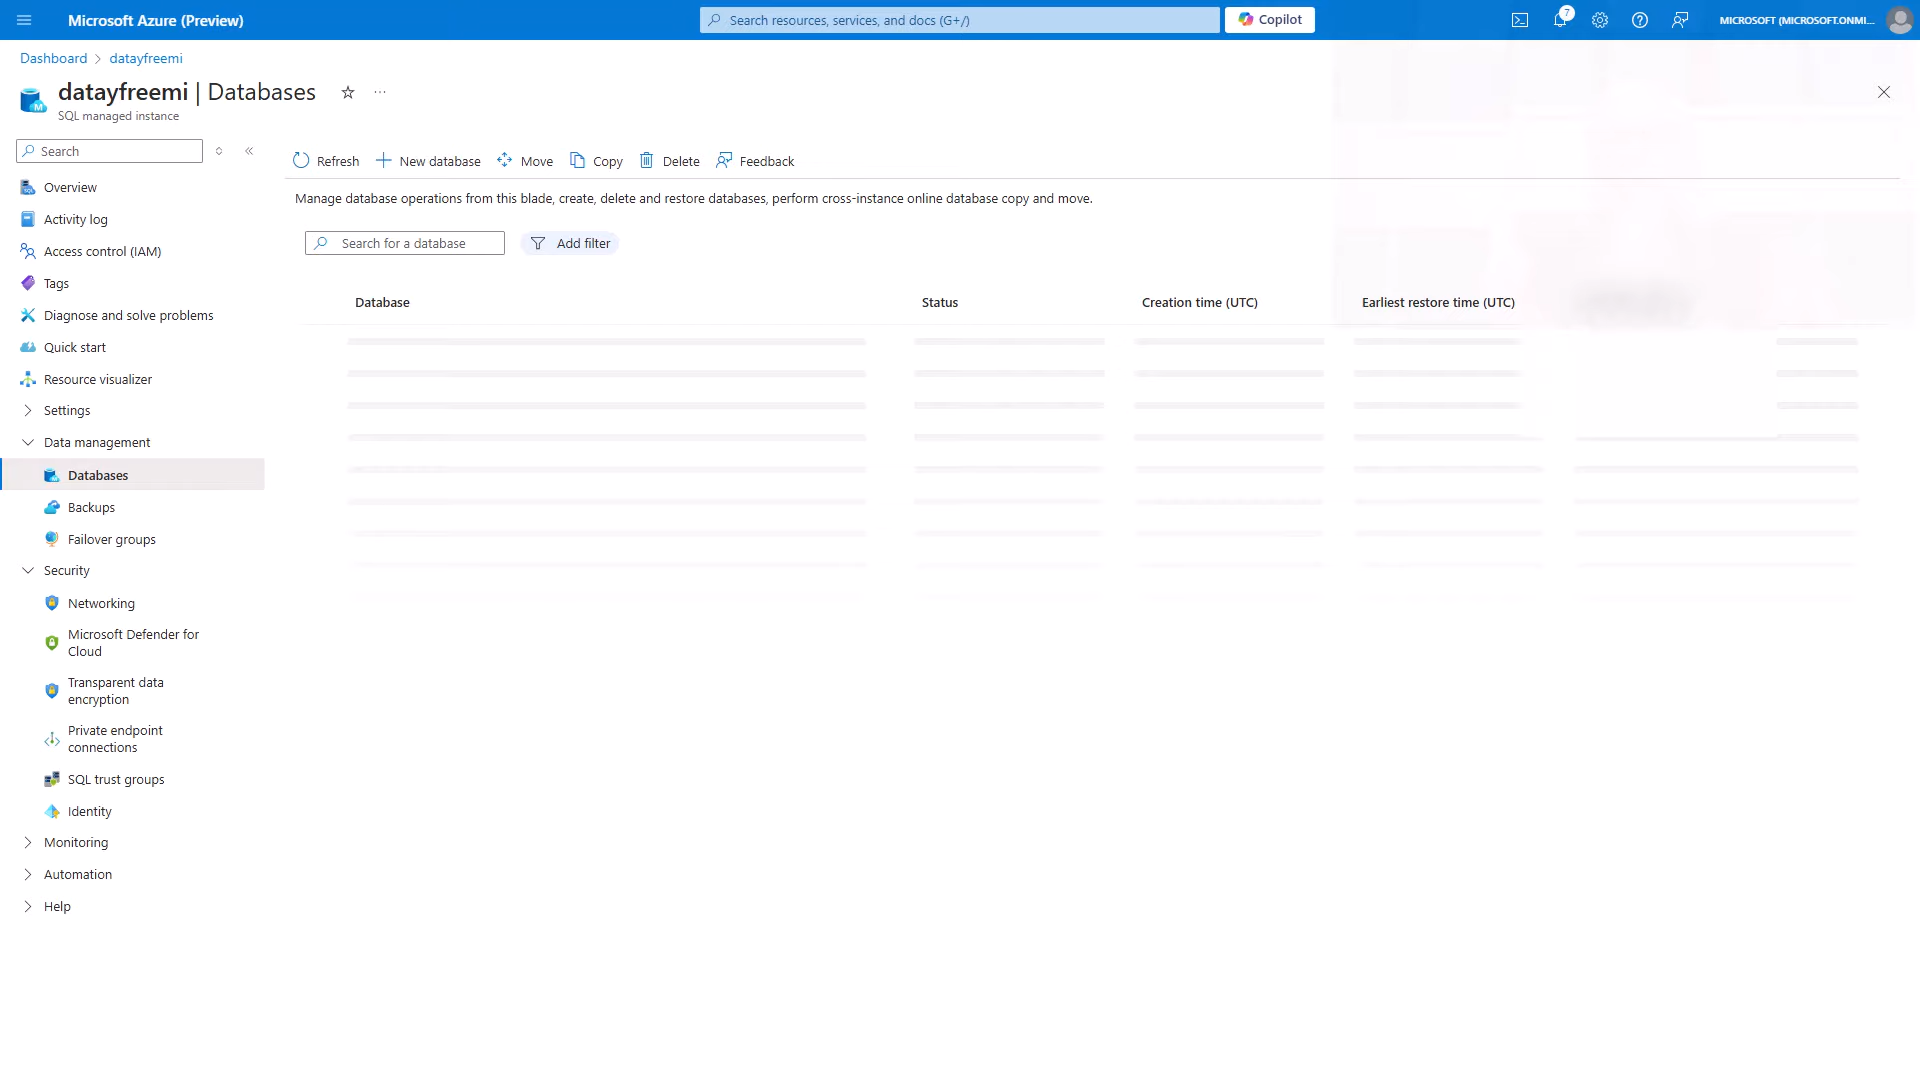 Microsoft Azure (Preview)
Search resources, services, and docs (G+/)
Copilot
7
MICROSOFT (MICROSOFT.ONMI...
Dashboard > datayfreemi
datayfreemi | Databases
SQL managed instance
Search
Refresh
New database
Move
Copy
Delete
Feedback
Manage database operations from this blade, create, delete and restore databases, perform cross-instance online database copy and move.
Search for a database
Add filter
Database
Status
Creation time (UTC)
Earliest restore time (UTC)
Overview
Activity log
Access control (IAM)
Tags
Diagnose and solve problems
Quick start
Resource visualizer
Settings
Data management
Databases
Backups
Failover groups
Security
Networking
Microsoft Defender for
Cloud
Transparent data
encryption
Private endpoint
connections
SQL trust groups
Identity
Monitoring
Automation
Help